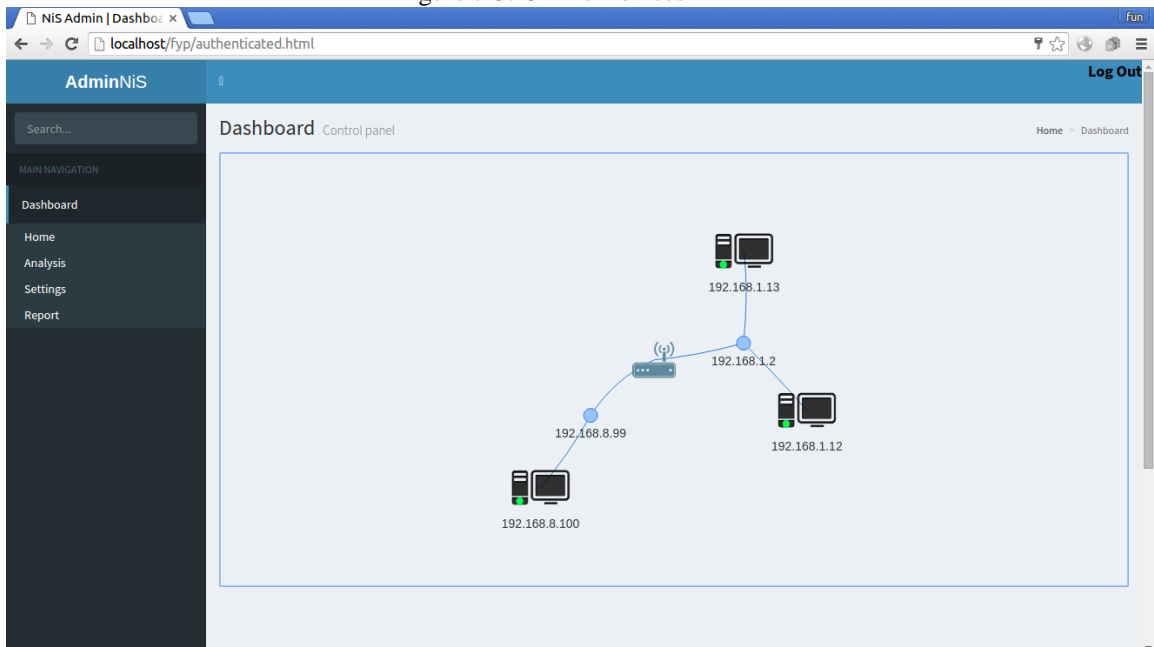 NiS Admin | Dashboa
fun
localhost/fyp/authenticated.html
AdminNiS
Log Out
Search...
Dashboard Control panel
Home > Dashboard
MAIN NAVIGATION
Dashboard
Home
Analysis
Settings
Report
192.168.1.13
192.168.1.2
192.168.8.99
192.168.1.12
192.168.8.100